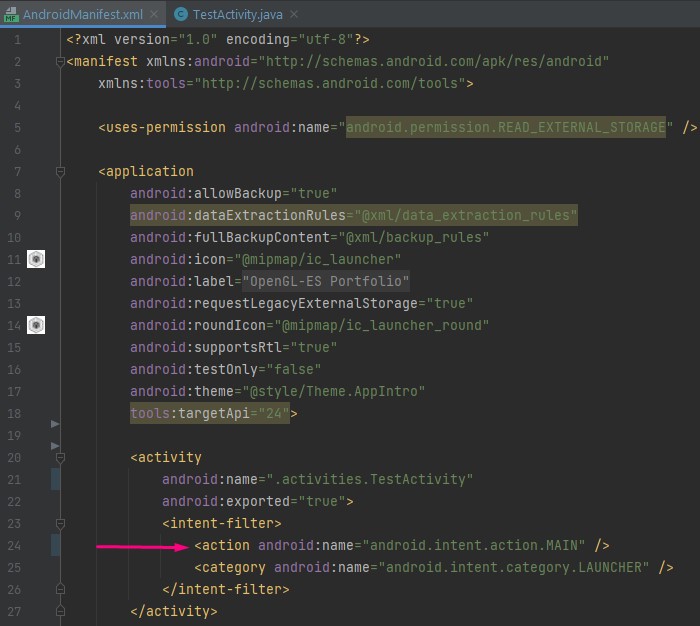 AndroidManifest.xml TestActivity.java
1 <?xml version="1.0" encoding="utf-8"?>
2 <manifest xmlns:android="http://schemas.android.com/apk/res/android"
3 xmlns:tools="http://schemas.android.com/tools">
4
5 <uses-permission android:name="android.permission.READ_EXTERNAL_STORAGE" />
6
7 <application
8 android:allowBackup="true"
9 android:dataExtractionRules="@xml/data_extraction_rules"
10 android:fullBackupContent="@xml/backup_rules"
11 android:icon="@mipmap/ic_launcher"
12 android:label="OpenGL-ES Portfolio"
13 android:requestLegacyExternalStorage="true"
14 android:roundIcon="@mipmap/ic_launcher_round"
15 android:supportsRtl="true"
16 android:testOnly="false"
17 android:theme="@style/Theme.AppIntro"
18 tools:targetApi="24">
19
20 <activity
21 android:name=".activities.TestActivity"
22 android:exported="true">
23 <intent-filter>
24 <action android:name="android.intent.action.MAIN" />
25 <category android:name="android.intent.category.LAUNCHER" />
26 </intent-filter>
27 </activity>